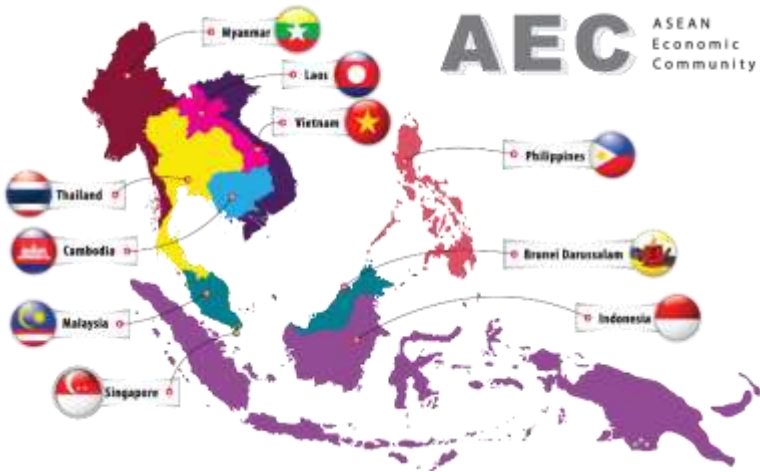 AEC
ASEAN
Economic
Community
Myanmar
Laos
Vietnam
Philippines
Thailand
Cambodia
Brunei Darussalam
Malaysia
Indonesia
Singapore